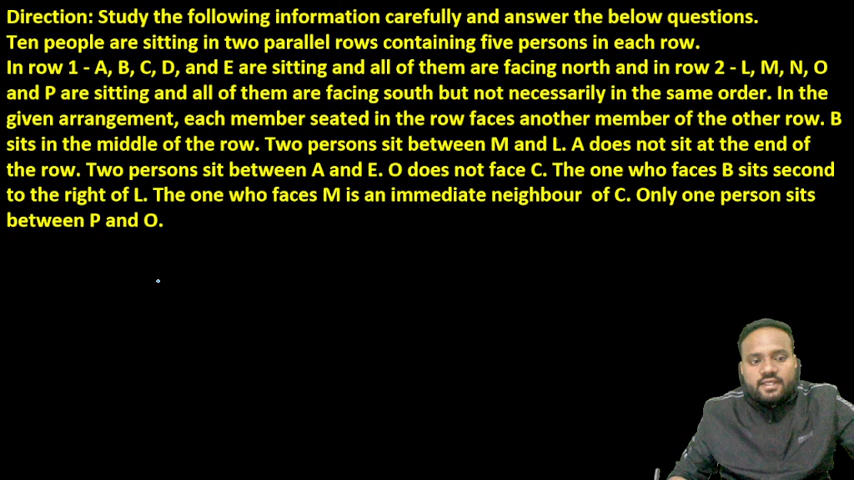 Direction: Study the following information carefully and answer the below questions.
Ten people are sitting in two parallel rows containing five persons in each row.
In row 1 - A, B, C, D, and E are sitting and all of them are facing north and in row 2 - L, M, N, O
and P are sitting and all of them are facing south but not necessarily in the same order. In the
given arrangement, each member seated in the row faces another member of the other row. B
sits in the middle of the row. Two persons sit between M and L. A does not sit at the end of
the row. Two persons sit between A and E. O does not face C. The one who faces B sits second
to the right of L. The one who faces M is an immediate neighbour of C. Only one person sits
between P and O.